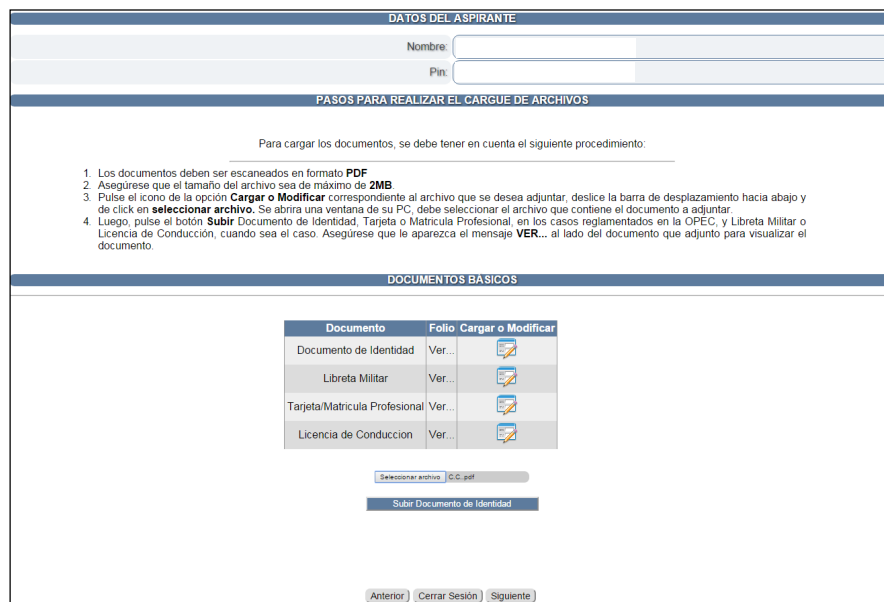 DATOS DEL ASPIRANTE
Nombre:
Pin:
PASOS PARA REALIZAR EL CARGUE DE ARCHIVOS
Para cargar los documentos, se debe tener en cuenta el siguiente procedimiento:
1. Los documentos deben ser escaneados en formato PDF
2. Asegúrese que el tamaño del archivo sea de máximo de 2MB.
3. Pulse el icono de la opción Cargar o Modificar correspondiente al archivo que se desea adjuntar, deslice la barra de desplazamiento hacia abajo y
de click en seleccionar archivo. Se abrira una ventana de su PC, debe seleccionar el archivo que contiene el documento a adjuntar.
4. Luego, pulse el botón Subir Documento de Identidad, Tarjeta o Matricula Profesional, en los casos reglamentados en la OPEC, y Libreta Militar o
Licencia de Conducción, cuando sea el caso. Asegúrese que le aparezca el mensaje VER... al lado del documento que adjunto para visualizar el
documento.
DOCUMENTOS BÁSICOS
Documento Folio Cargar o Modificar
Documento de Identidad Ver...
Libreta Militar Ver...
Tarjeta/Matricula Profesional Ver...
Licencia de Conduccion Ver...
Seleccionar archivo C.C..pdf
Subir Documento de Identidad
Anterior Cerrar Sesión Siguiente